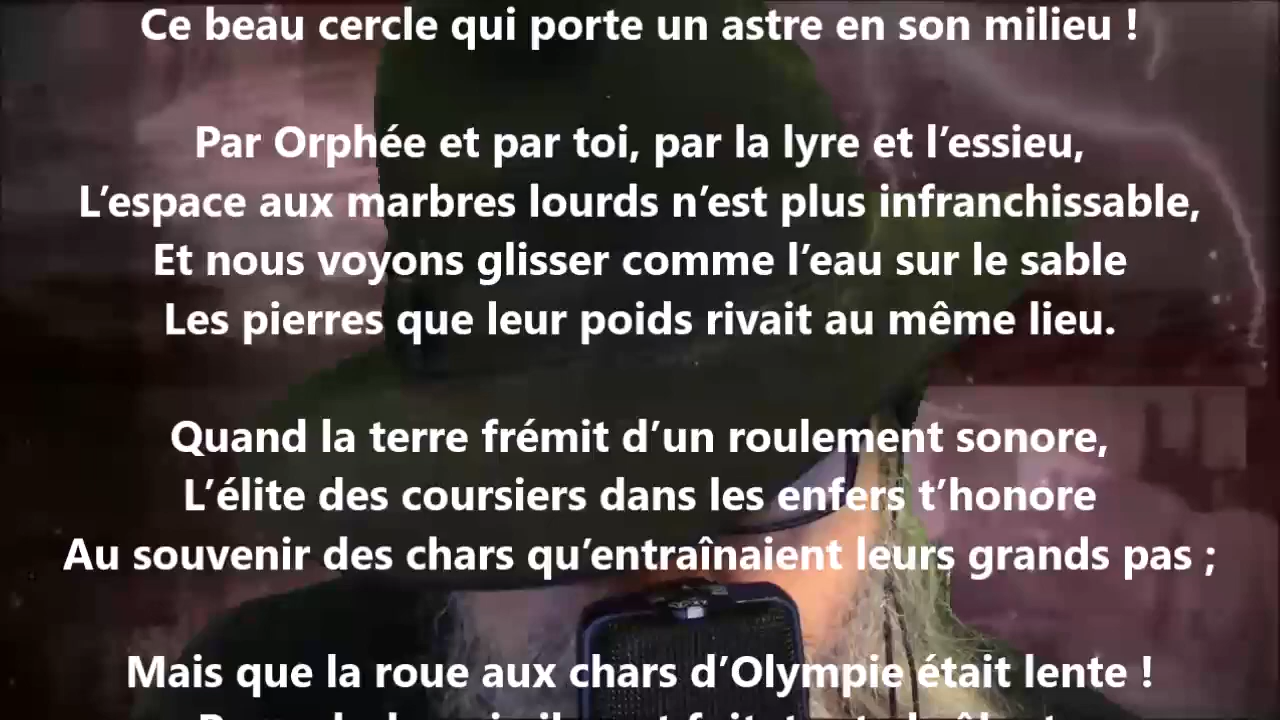 Ce beau cercle qui porte un astre en son milieu !
Par Orphée et par toi, par la lyre et l’essieu,
L’espace aux marbres lourds n’est plus infranchissable,
Et nous voyons glisser comme l’eau sur le sable
Les pierres que leur poids rivait au même lieu.
Quand la terre frémit d’un roulement sonore,
L’élite des coursiers dans les enfers t’honore
Au souvenir des chars qu’entraînaient leurs grands pas ;
Mais que la roue aux chars d’Olympie était lente !